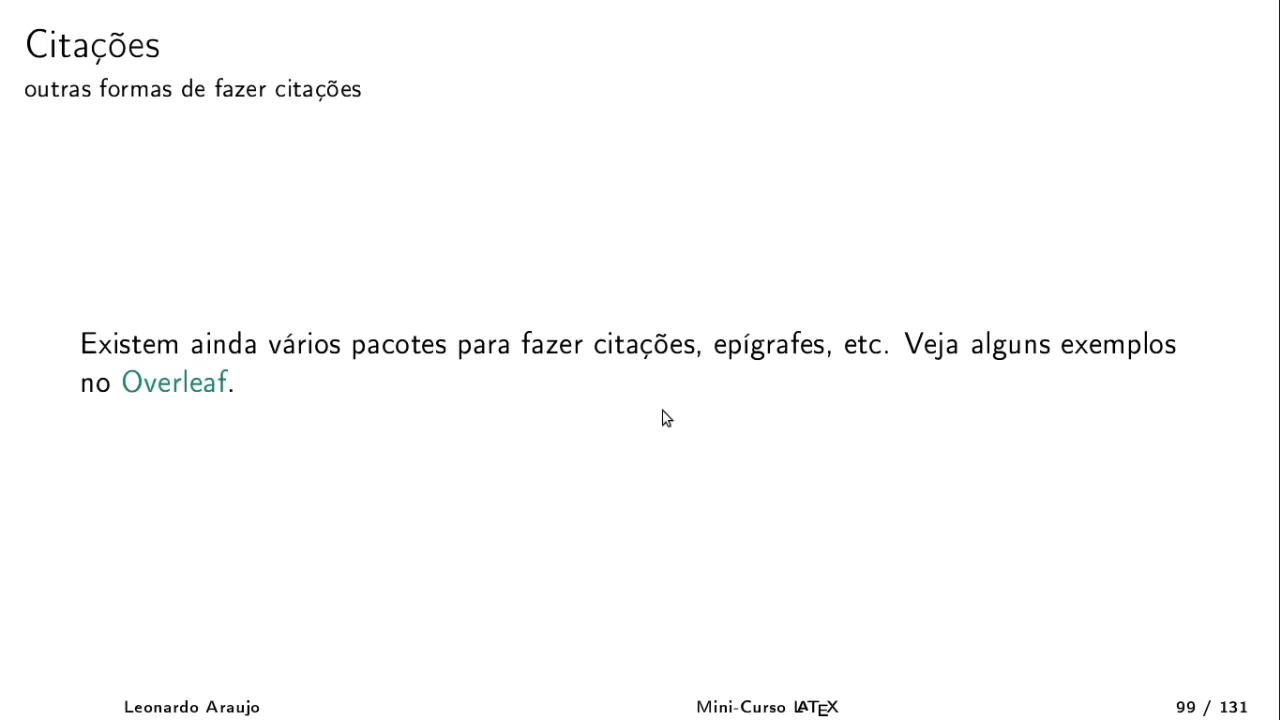 Citações
outras formas de fazer citações
Existem ainda vários pacotes para fazer citações, epígrafes, etc. Veja alguns exemplos
no Overleaf.
Leonardo Araujo
Mini-Curso LATEX
99 / 131